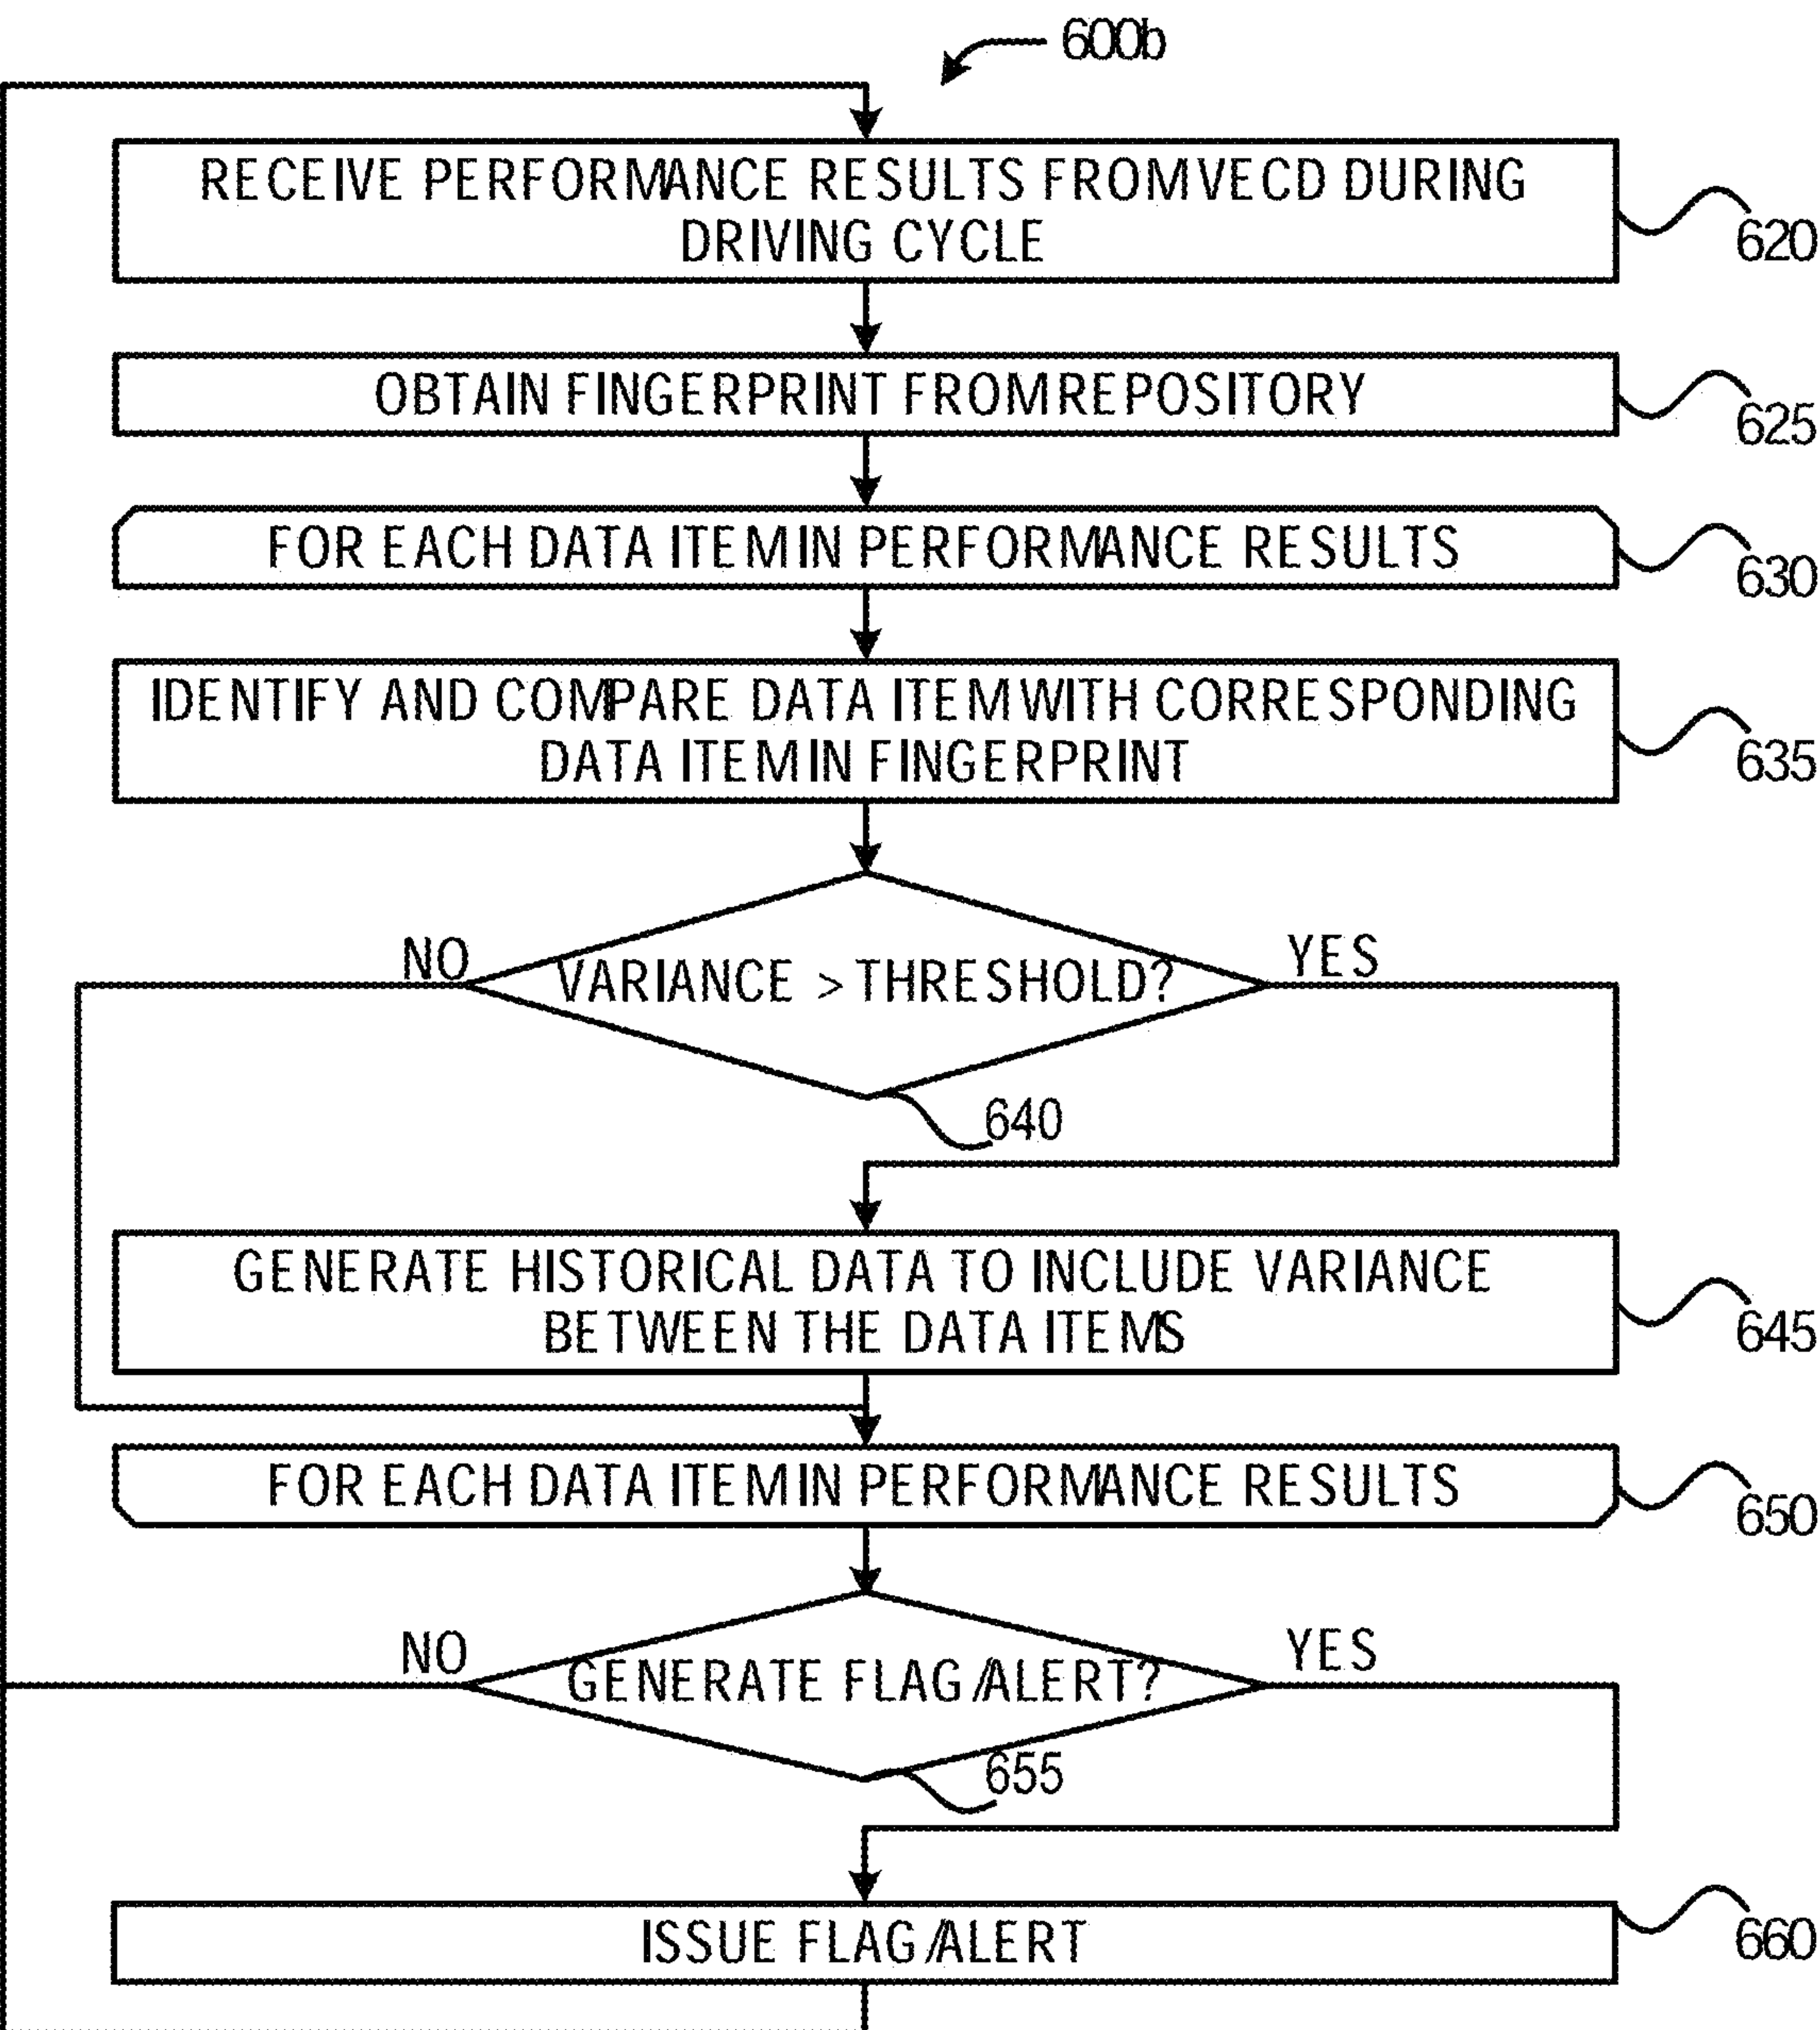 600b
RECEIVE PERFORMANCE RESULTS FROM VECD DURING
DRIVING CYCLE
620
OBTAIN FINGERPRINT FROM REPOSITORY
625
FOR EACH DATA ITEM IN PERFORMANCE RESULTS
630
IDENTIFY AND COMPARE DATA ITEM WITH CORRESPONDING
DATA ITEM IN FINGERPRINT
635
NO
VARIANCE > THRESHOLD?
YES
640
GENERATE HISTORICAL DATA TO INCLUDE VARIANCE
BETWEEN THE DATA ITEMS
645
FOR EACH DATA ITEM IN PERFORMANCE RESULTS
650
NO
GENERATE FLAG/ALERT?
YES
655
ISSUE FLAG/ALERT
660